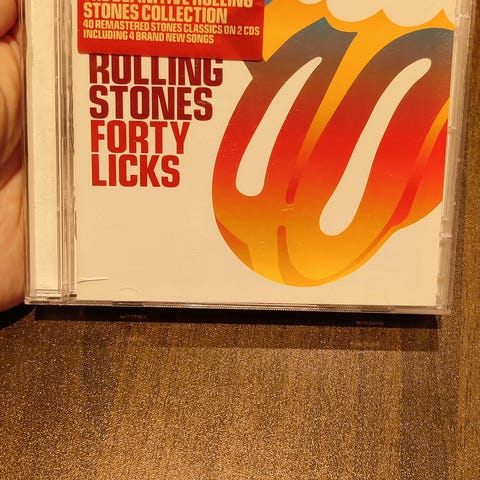 STONES COLLECTION
40 REMASTERED STONES CLASSICS ON 2 CDS
INCLUDING 4 BRAND NEW SONGS
ROLLING
STONES
FORTY
LICKS